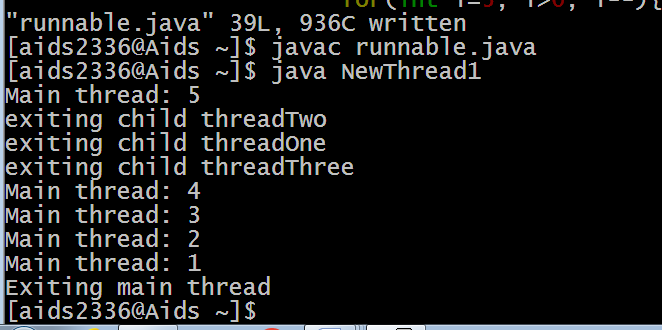 for(int i=5; i>0; i--){
"runnable.java" 39L, 936C written
[aids2336@Aids ~]$ javac runnable.java
[aids2336@Aids ~]$ java NewThread1
Main thread: 5
exiting child threadTwo
exiting child threadOne
exiting child threadThree
Main thread: 4
Main thread: 3
Main thread: 2
Main thread: 1
Exiting main thread
[aids2336@Aids ~]$